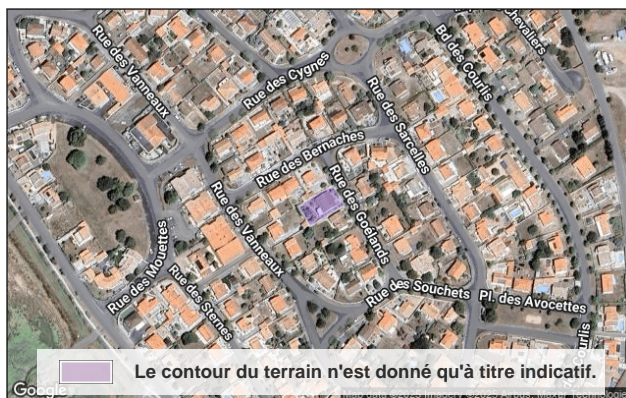 Rue des Vanneaux
Rue des Cygnes
Bd des Courlis
Chevaliers
Rue des Sarcelles
Rue des Bernaches
Rue des Goélands
Rue des Vanneaux
Rue des Mouettes
Rue des Sternes
Rue des Souchets
Pl. des Avocettes
Courlis
Le contour du terrain n'est donné qu'à titre indicatif.
Google